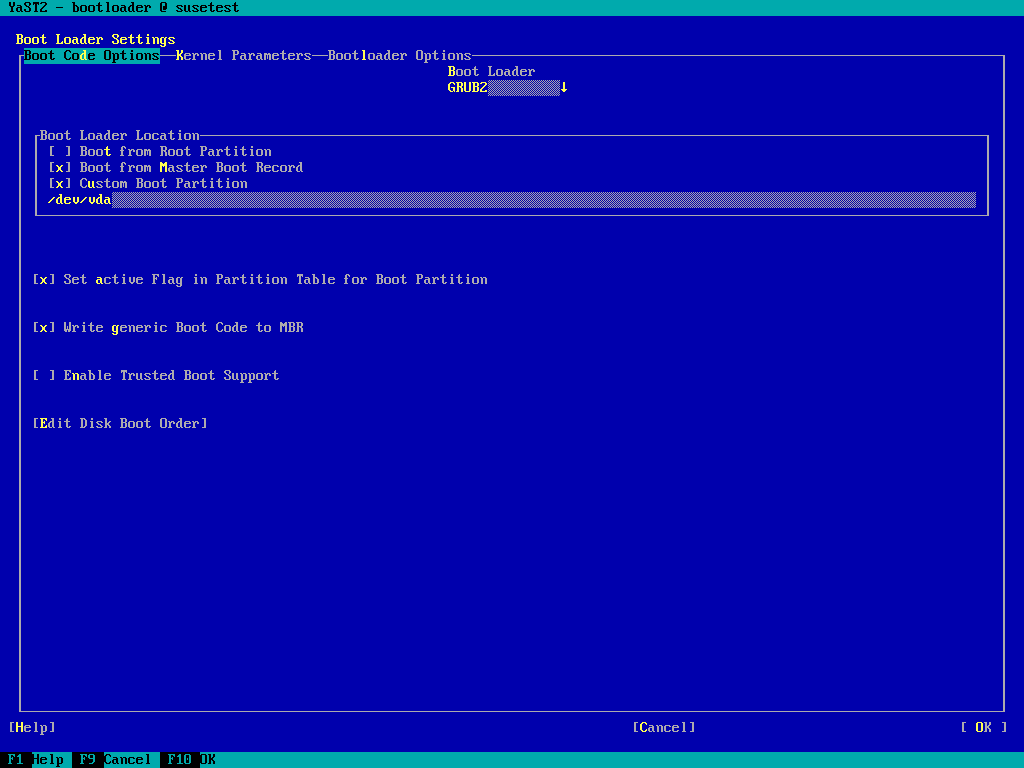 YaST2 - bootloader @ susetest
Boot Loader Settings
Boot Code Options Kernel Parameters Bootloader Options
Boot Loader
GRUB2 ↓
Boot Loader Location
[ ] Boot from Root Partition
[x] Boot from Master Boot Record
[x] Custom Boot Partition
/dev/vda
[x] Set active Flag in Partition Table for Boot Partition
[x] Write generic Boot Code to MBR
[ ] Enable Trusted Boot Support
[Edit Disk Boot Order]
[Help] [Cancel] [ OK ]
F1 Help F9 Cancel F10 OK